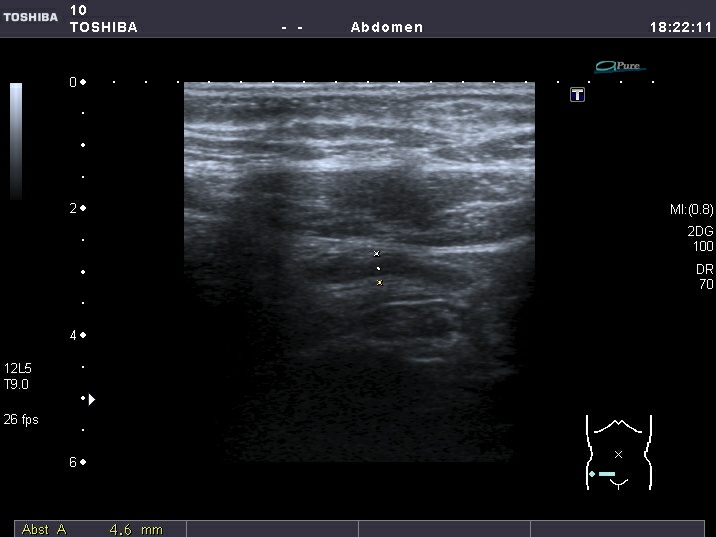 TOSHIBA
10
TOSHIBA - - Abdomen 18:22:11
aPure
T
0
2
4
6
MI:(0.8)
2DG
100
DR
70
12L5
T9.0
26 fps
Abst A 4.6 mm